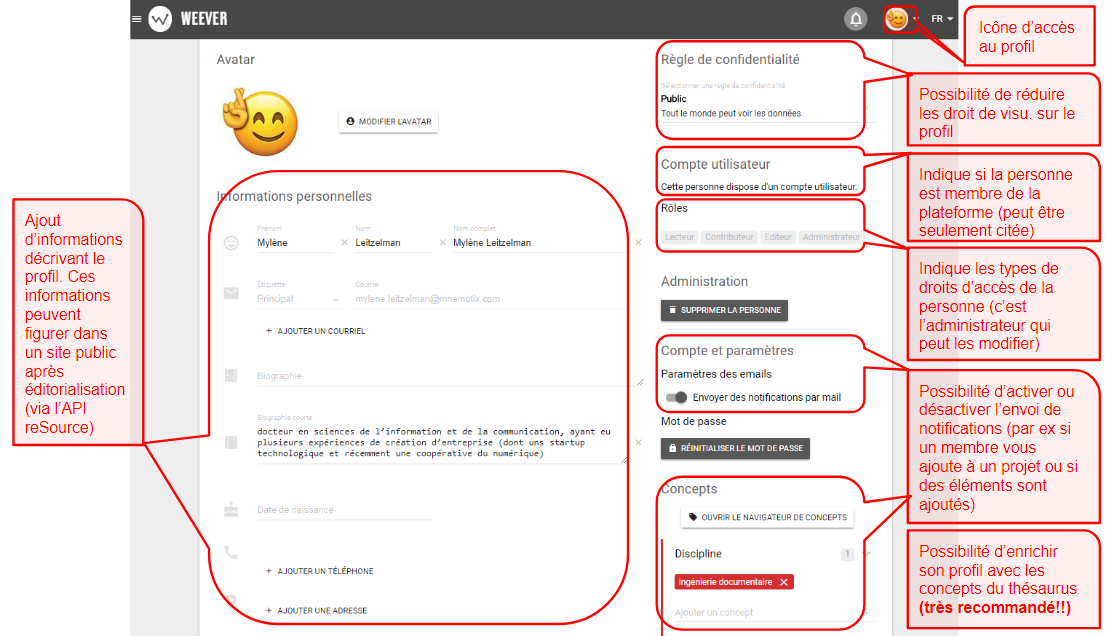 WEEVER
FR
Icône d'accès
au profil
Avatar
MODIFIER L'AVATAR
Règle de confidentialité
Sélectionner une règle de confidentialité
Public
Tout le monde peut voir les données
Possibilité de réduire
les droit de visu. sur le
profil
Compte utilisateur
Cette personne dispose d'un compte utilisateur.
Indique si la personne
est membre de la
plateforme (peut être
seulement citée)
Rôles
Lecteur Contributeur Editeur Administrateur
Indique les types de
droits d'accès de la
personne (c'est
l'administrateur qui
peut les modifier)
Ajout
d'informations
décrivant le
profil. Ces
informations
peuvent
figurer dans
un site public
après
éditorialisation
(via l'API
reSource)
Informations personnelles
Prénom Nom Nom complet
Mylène × Leitzelman × Mylène Leitzelman ×
Étiquette Courriel
Principal mylene.leitzelman@mnemotix.com
+ AJOUTER UN COURRIEL
Biographie
Biographie courte
docteur en sciences de l'information et de la communication, ayant eu
plusieurs expériences de création d'entreprise (dont uns startup
technologique et récemment une coopérative du numérique)
×
Date de naissance
+ AJOUTER UN TÉLÉPHONE
+ AJOUTER UNE ADRESSE
Administration
SUPPRIMER LA PERSONNE
Compte et paramètres
Paramètres des emails
Envoyer des notifications par mail
Mot de passe
RÉINITIALISER LE MOT DE PASSE
Possibilité d'activer ou
désactiver l'envoi de
notifications (par ex si
un membre vous
ajoute à un projet ou si
des éléments sont
ajoutés)
Concepts
OUVRIR LE NAVIGATEUR DE CONCEPTS
Discipline 1
ingénierie documentaire ×
Ajouter un concept
Possibilité d'enrichir
son profil avec les
concepts du thésaurus
(très recommandé!!)